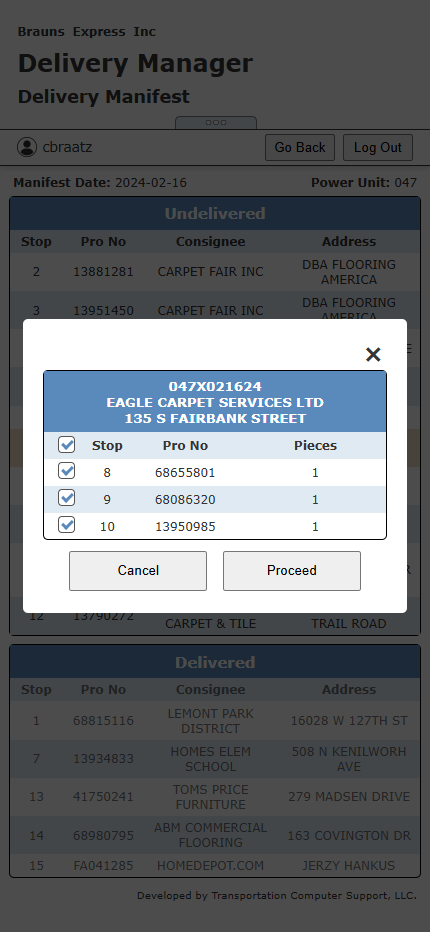 Brauns Express Inc
Delivery Manager
Delivery Manifest
cbraatz
Go Back
Log Out
Manifest Date: 2024-02-16
Power Unit: 047
Undelivered
Stop Pro No Consignee Address
2 13881281 CARPET FAIR INC DBA FLOORING AMERICA
3 13951450 CARPET FAIR INC DBA FLOORING AMERICA
×
047X021624
EAGLE CARPET SERVICES LTD
135 S FAIRBANK STREET
Stop Pro No Pieces
8 68655801 1
9 68086320 1
10 13950985 1
Cancel
Proceed
12 13790272 CARPET & TILE TRAIL ROAD
Delivered
Stop Pro No Consignee Address
1 68815116 LEMONT PARK DISTRICT 16028 W 127TH ST
7 13934833 HOMES ELEM SCHOOL 508 N KENILWORH AVE
13 41750241 TOMS PRICE FURNITURE 279 MADSEN DRIVE
14 68980795 ABM COMMERCIAL FLOORING 163 COVINGTON DR
15 FA041285 HOMEDEPOT.COM JERZY HANKUS
Developed by Transportation Computer Support, LLC.